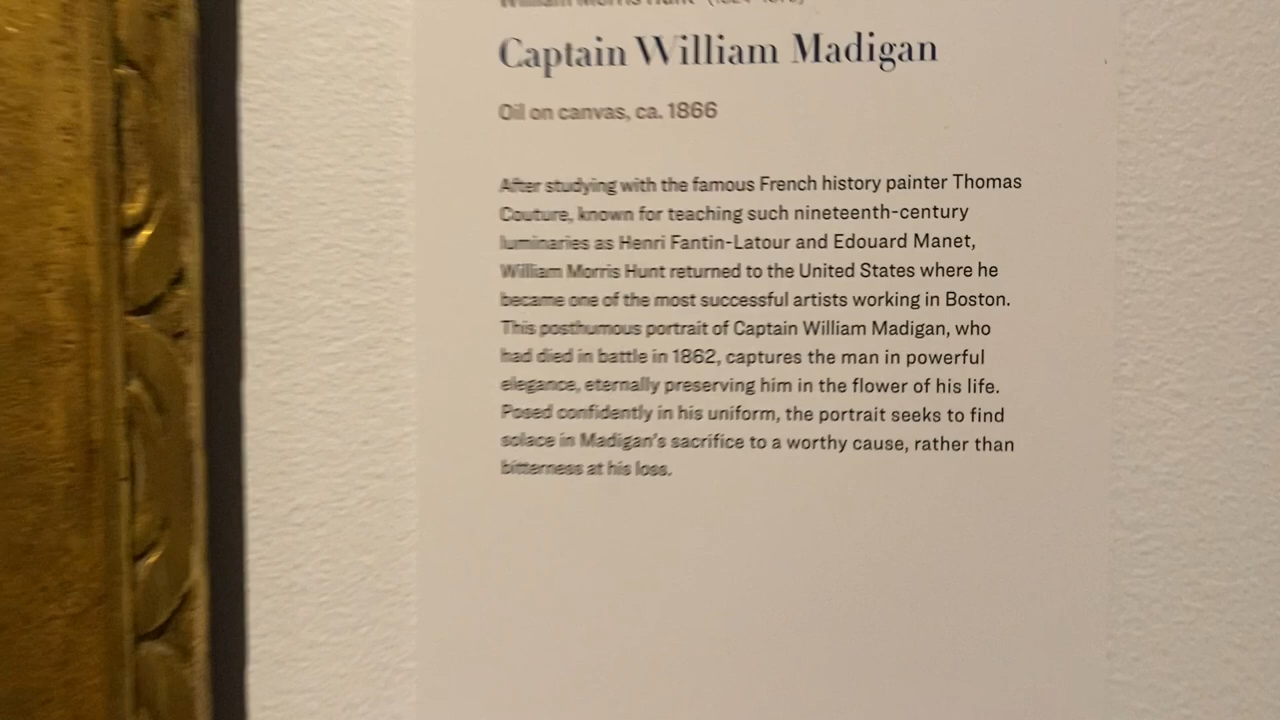 William Morris Hunt
Captain William Madigan
Oil on canvas, ca. 1866
After studying with the famous French history painter Thomas
Couture, known for teaching such nineteenth-century
luminaries as Henri Fantin-Latour and Edouard Manet,
William Morris Hunt returned to the United States where he
became one of the most successful artists working in Boston.
This posthumous portrait of Captain William Madigan, who
had died in battle in 1862, captures the man in powerful
elegance, eternally preserving him in the flower of his life.
Posed confidently in his uniform, the portrait seeks to find
solace in Madigan's sacrifice to a worthy cause, rather than
bitterness at his loss.